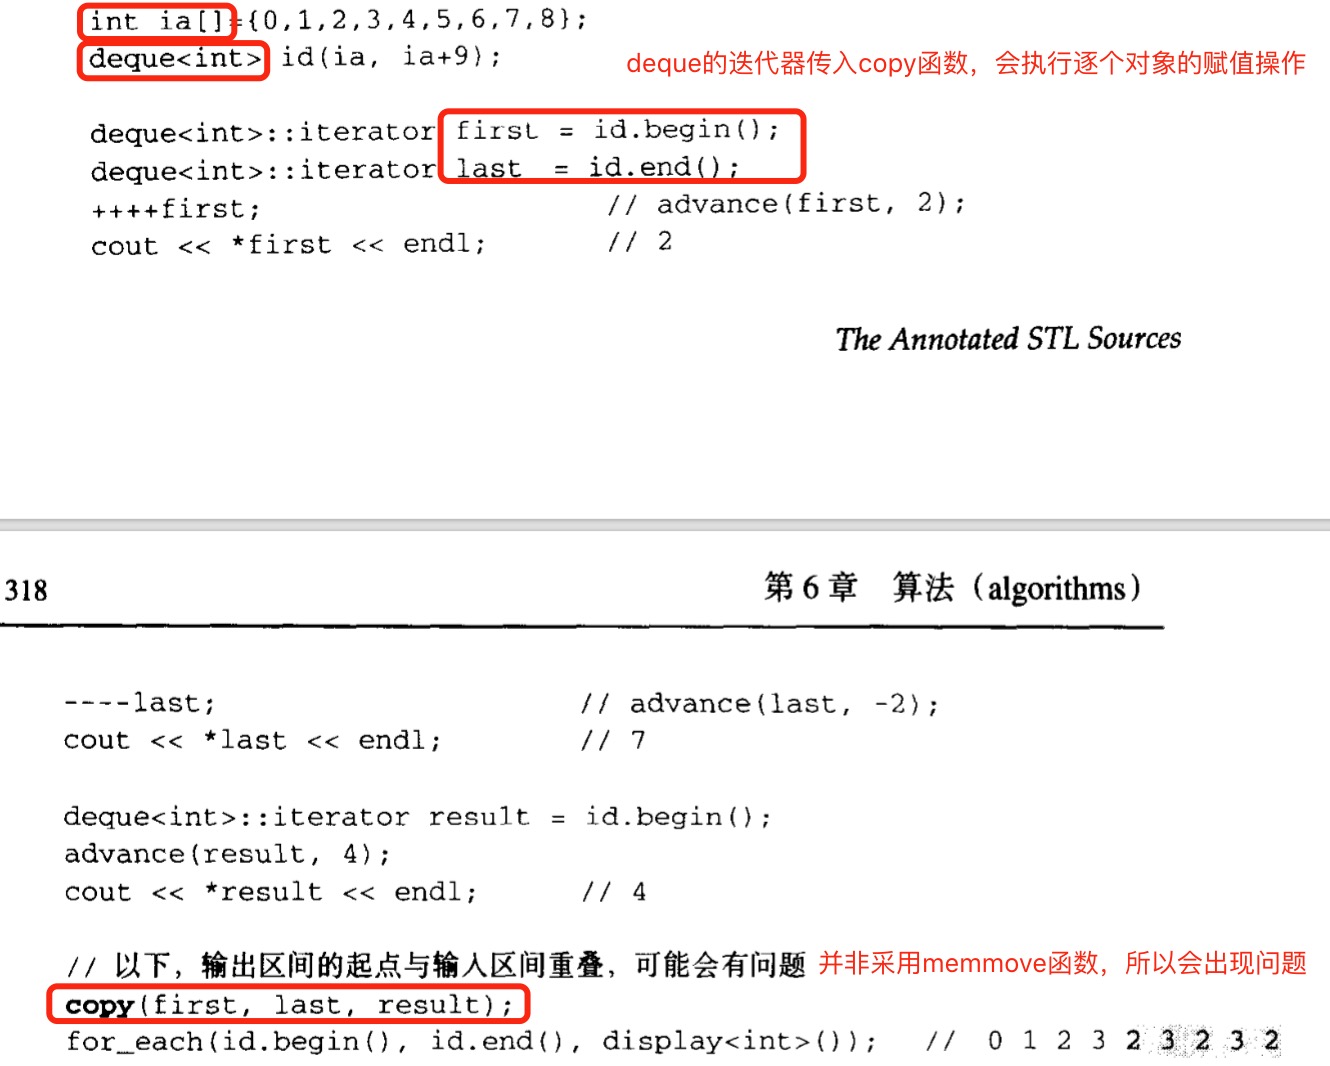 int ia[]={0,1,2,3,4,5,6,7,8};
deque<int> id(ia, ia+9);
deque的迭代器传入copy函数，会执行逐个对象的赋值操作
deque<int>::iterator first = id.begin();
deque<int>::iterator last = id.end();
++++first; // advance(first, 2);
cout << *first << endl; // 2
The Annotated STL Sources
318 第 6 章 算法（algorithms）
----last; // advance(last, -2);
cout << *last << endl; // 7
deque<int>::iterator result = id.begin();
advance(result, 4);
cout << *result << endl; // 4
// 以下，输出区间的起点与输入区间重叠，可能会有问题 并非采用memmove函数，所以会出现问题
copy(first, last, result);
for_each(id.begin(), id.end(), display<int>()); // 0 1 2 3 2 3 2 3 2